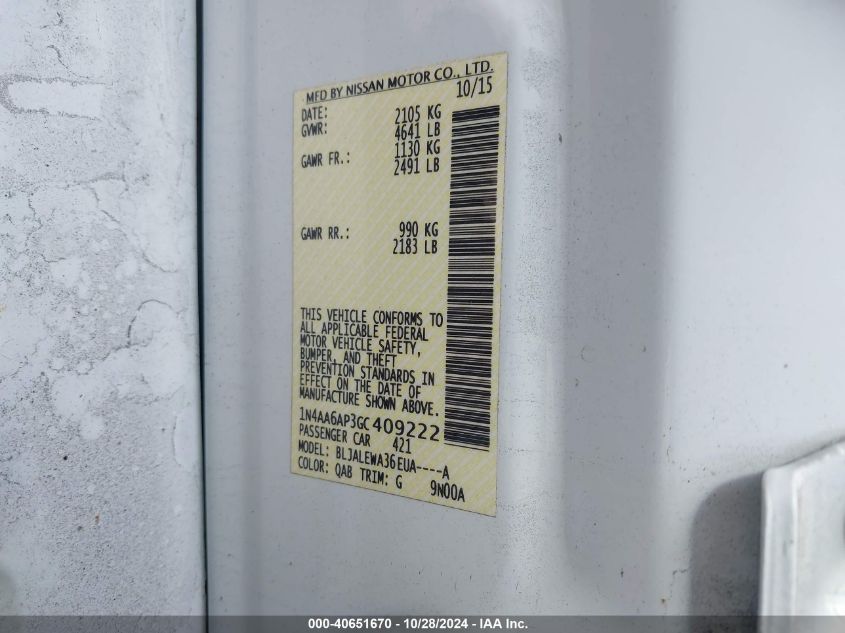 MFD BY NISSAN MOTOR CO., LTD.
DATE: 10/15
GVWR: 2105 KG
4641 LB
GAWR FR.: 1130 KG
2491 LB
GAWR RR.: 990 KG
2183 LB
THIS VEHICLE CONFORMS TO
ALL APPLICABLE FEDERAL
MOTOR VEHICLE SAFETY,
BUMPER, AND THEFT
PREVENTION STANDARDS IN
EFFECT ON THE DATE OF
MANUFACTURE SHOWN ABOVE.
1N4AA6AP3GC409222
PASSENGER CAR 421
MODEL: BLJALEWA36EUA----A
COLOR: QAB TRIM: G 9N00A
000-40651670 - 10/28/2024 - IAA Inc.